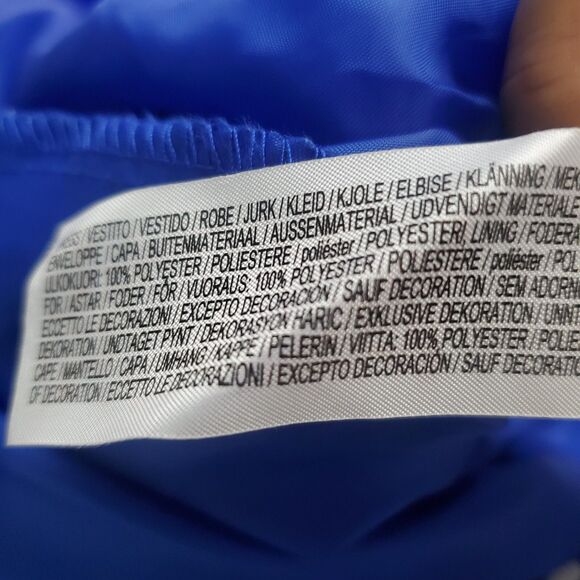 VESTITO / VESTIDO / ROBE / JURK / KLEID / KJOLE / ELBISE / KLÄNNING / MEK
ENVELOPPE / CAPA / BUITENMATERIAAL / AUSSENMATERIAL / UDVENDIGT MATERIALE
ULKOKUORI: 100% POLYESTER / POLIESTERE / poliéster / POLYESTER, LINING / FODERA
FOR / ASTAR / FODER FÖR / VUORAUS: 100% POLYESTER / POLIESTERE poliéster / POL
ECCETTO LE DECORAZIONI / EXCEPTO DECORACIÓN / SAUF DECORATION / SEM ADORN
DEKORATION / UNDTAGET PYNT / DEKORASYON HARIC / EXKLUSIVE DEKORATION / UNNT
CAPE / MANTELLO / CAPA / UMHANG / KAPPE / PELERIN / VIITTA: 100% POLYESTER / POLIE
OF DECORATION / ECCETTO LE DECORAZIONI / EXCEPTO DECORACIÓN / SAUF DECORATION